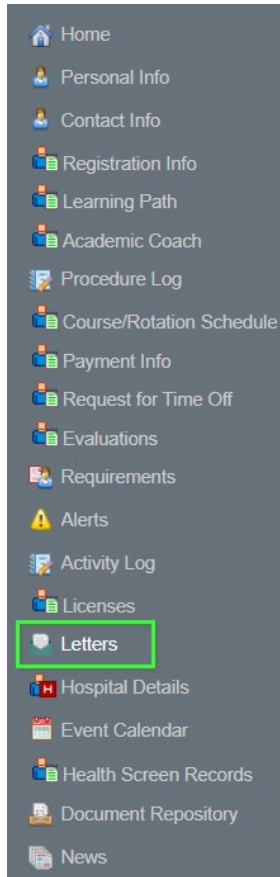 Home
Personal Info
Contact Info
Registration Info
Learning Path
Academic Coach
Procedure Log
Course/Rotation Schedule
Payment Info
Request for Time Off
Evaluations
Requirements
Alerts
Activity Log
Licenses
Letters
H Hospital Details
Event Calendar
Health Screen Records
Document Repository
News